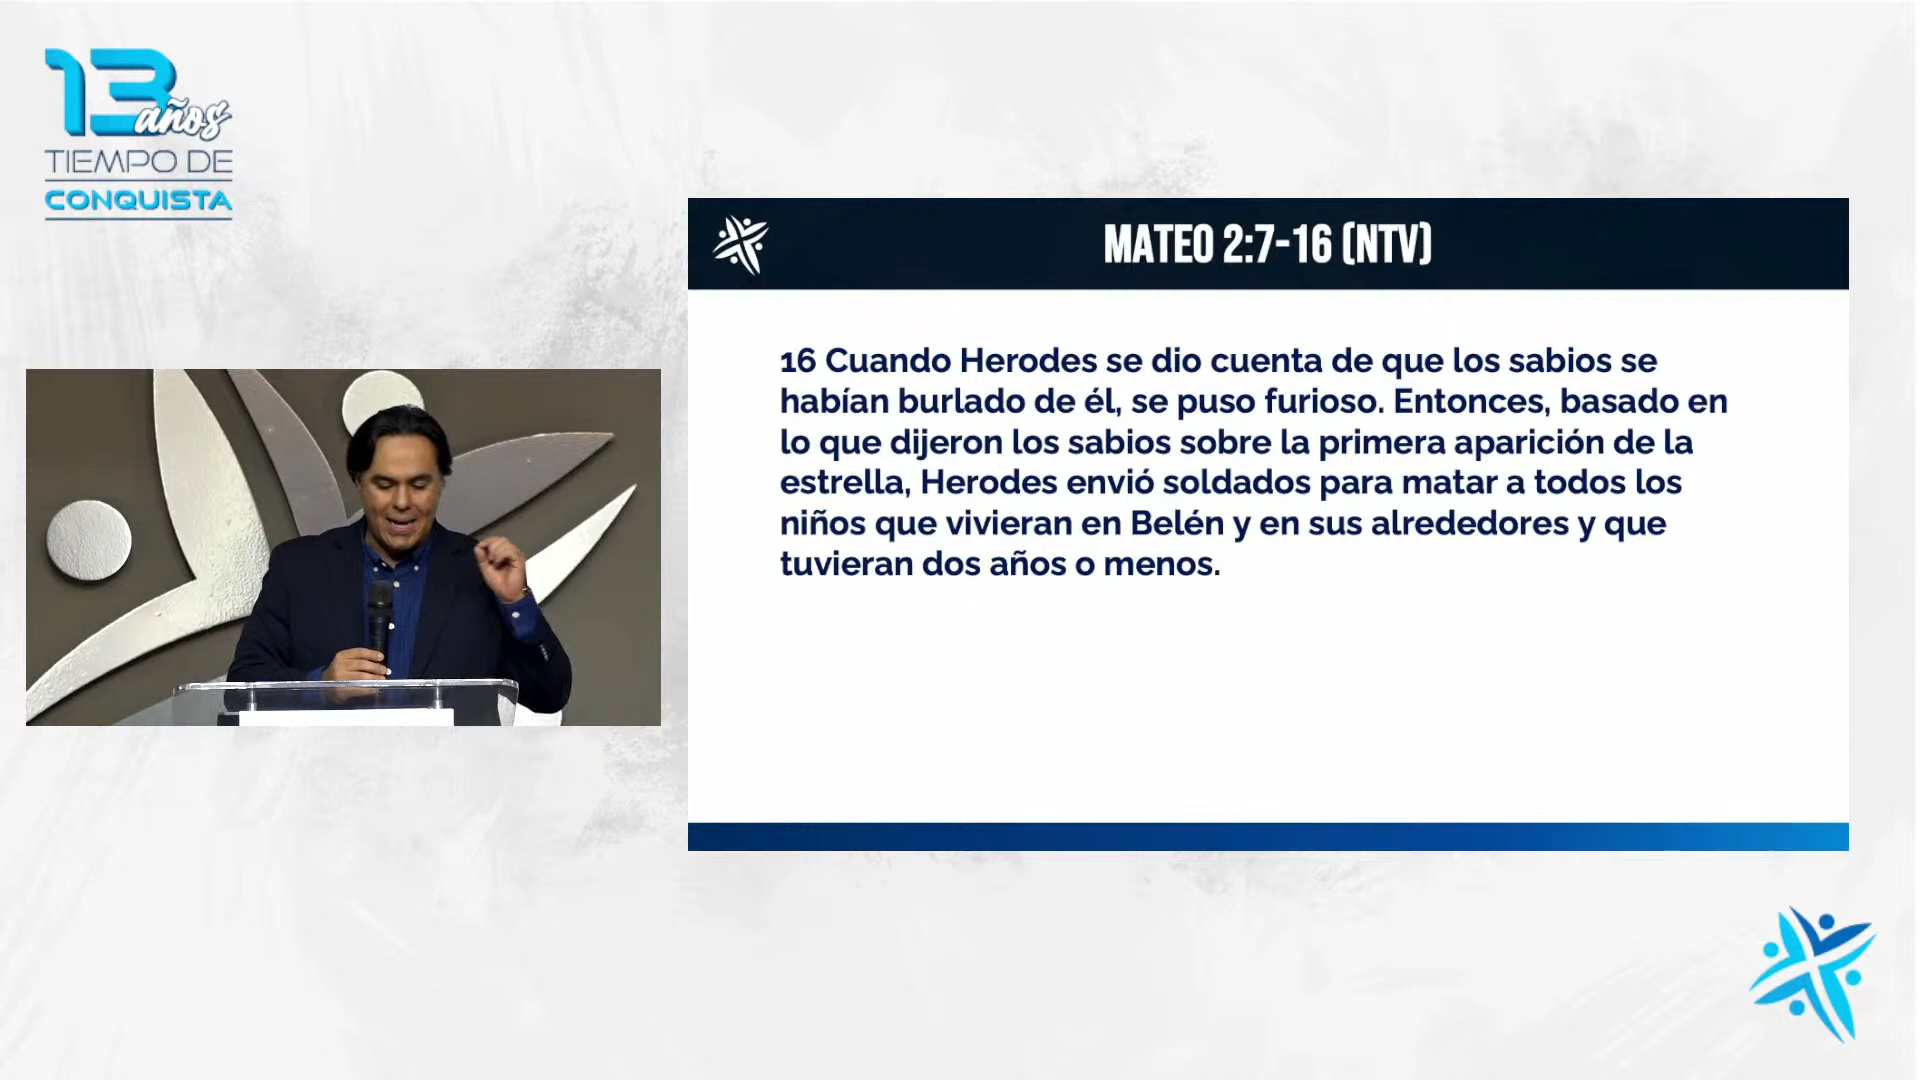 13
años
TIEMPO DE
CONQUISTA
MATEO 2:7-16 (NTV)
16 Cuando Herodes se dio cuenta de que los sabios se
habían burlado de él, se puso furioso. Entonces, basado en
lo que dijeron los sabios sobre la primera aparición de la
estrella, Herodes envió soldados para matar a todos los
niños que vivieran en Belén y en sus alrededores y que
tuvieran dos años o menos.